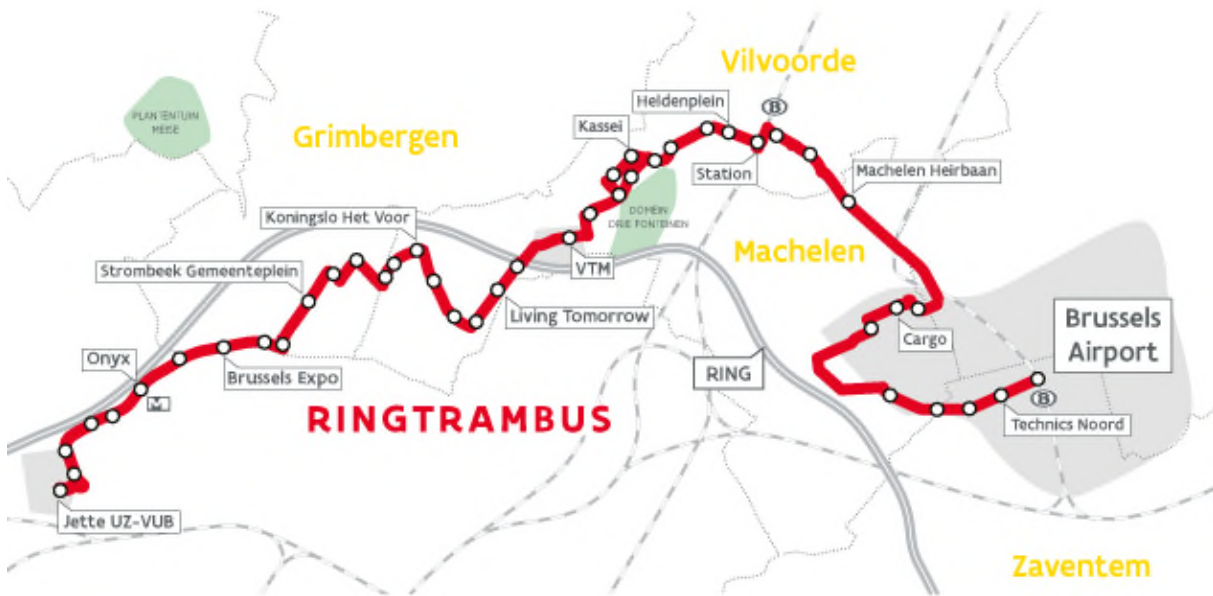 Vilvoorde
PLANTENTUIN
MEISE
Grimbergen
Heldenplein
B
Kassei
Station
Machelen Heirbaan
Koningslo Het Voor
DOMEIN
DRIE FONTEINEN
Strombeek Gemeenteplein
VTM
Machelen
Living Tomorrow
Onyx
Brussels Expo
Cargo
Brussels
Airport
RING
M
B
RINGTRAMBUS
Technics Noord
Jette UZ-VUB
Zaventem